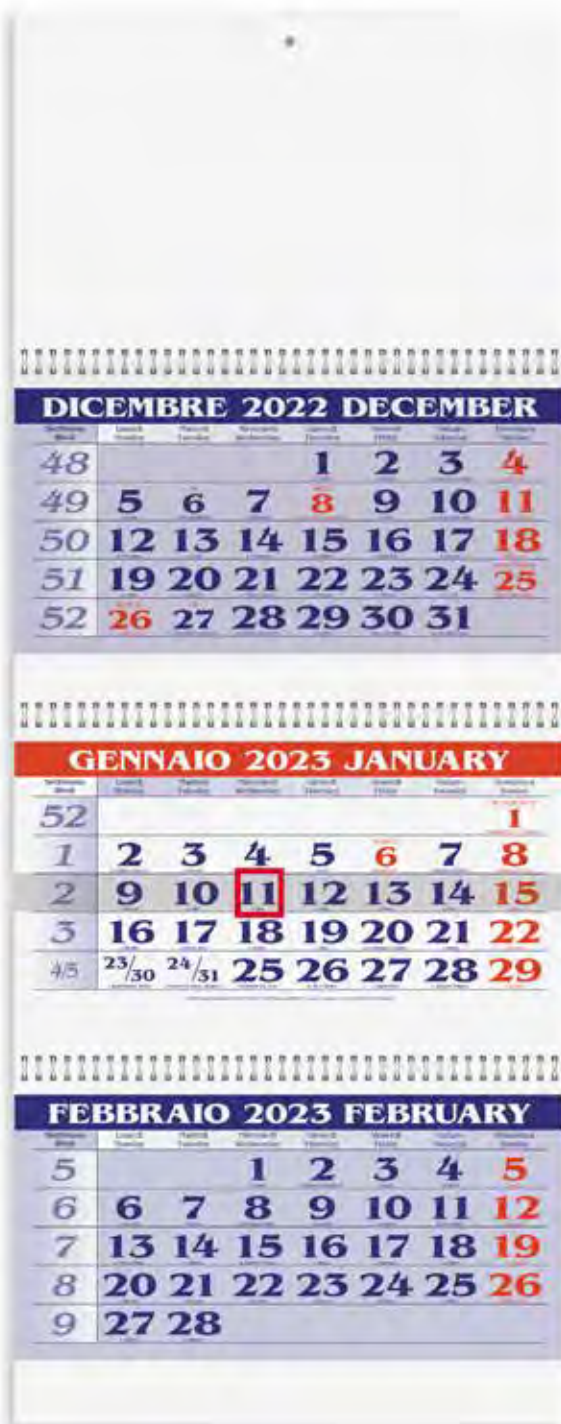 DICEMBRE 2022 DECEMBER
48 1 2 3 4
49 5 6 7 8 9 10 11
50 12 13 14 15 16 17 18
51 19 20 21 22 23 24 25
52 26 27 28 29 30 31
GENNAIO 2023 JANUARY
52 1
1 2 3 4 5 6 7 8
2 9 10 11 12 13 14 15
3 16 17 18 19 20 21 22
4/5 23/30 24/31 25 26 27 28 29
FEBBRAIO 2023 FEBRUARY
5 1 2 3 4 5
6 6 7 8 9 10 11 12
7 13 14 15 16 17 18 19
8 20 21 22 23 24 25 26
9 27 28